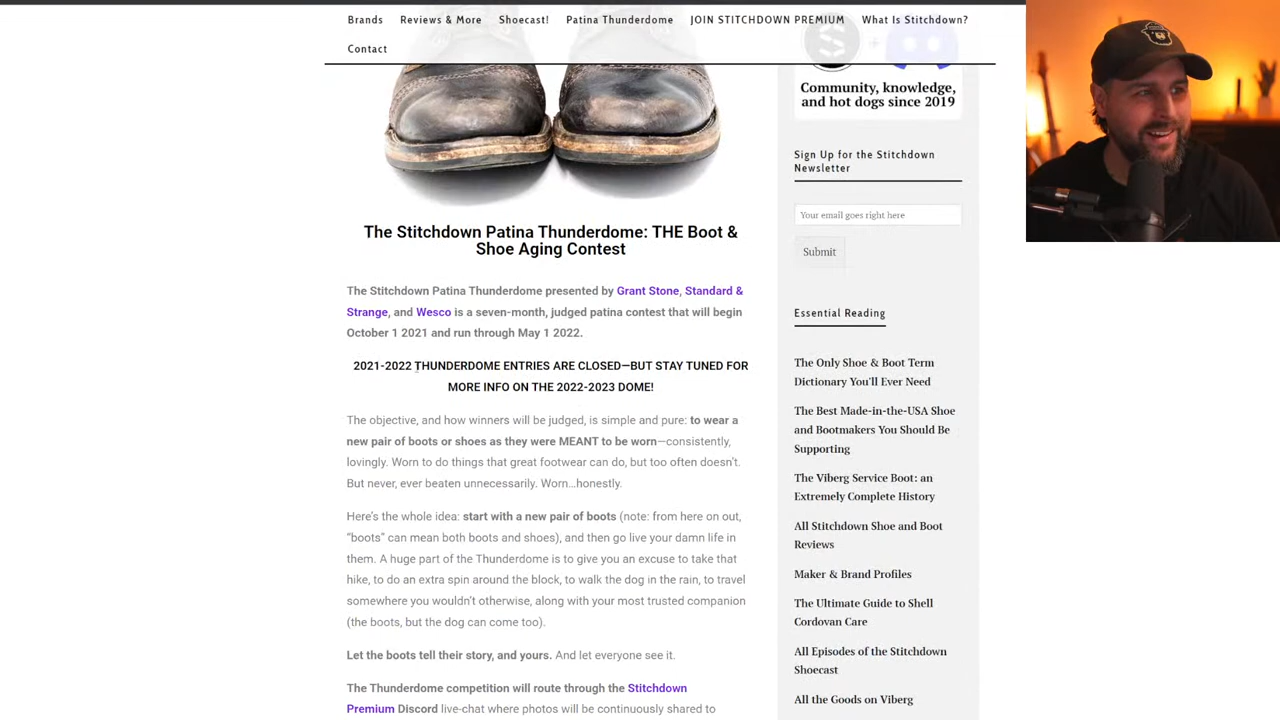 Brands Reviews & More Shoecast! Patina Thunderdome JOIN STITCHDOWN PREMIUM What Is Stitchdown?
Contact
The Stitchdown Patina Thunderdome: THE Boot &
Shoe Aging Contest
The Stitchdown Patina Thunderdome presented by Grant Stone, Standard &
Strange, and Wesco is a seven-month, judged patina contest that will begin
October 1 2021 and run through May 1 2022.
2021-2022 THUNDERDOME ENTRIES ARE CLOSED—BUT STAY TUNED FOR
MORE INFO ON THE 2022-2023 DOME!
The objective, and how winners will be judged, is simple and pure: to wear a
new pair of boots or shoes as they were MEANT to be worn—consistently,
lovingly. Worn to do things that great footwear can do, but too often doesn't.
But never, ever beaten unnecessarily. Worn…honestly.
Here's the whole idea: start with a new pair of boots (note: from here on out,
“boots” can mean both boots and shoes), and then go live your damn life in
them. A huge part of the Thunderdome is to give you an excuse to take that
hike, to do an extra spin around the block, to walk the dog in the rain, to travel
somewhere you wouldn't otherwise, along with your most trusted companion
(the boots, but the dog can come too).
Let the boots tell their story, and yours. And let everyone see it.
The Thunderdome competition will route through the Stitchdown
Premium Discord live-chat where photos will be continuously shared to
S +
Community, knowledge,
and hot dogs since 2019
Sign Up for the Stitchdown
Newsletter
Your email goes right here
Submit
Essential Reading
The Only Shoe & Boot Term
Dictionary You'll Ever Need
The Best Made-in-the-USA Shoe
and Bootmakers You Should Be
Supporting
The Viberg Service Boot: an
Extremely Complete History
All Stitchdown Shoe and Boot
Reviews
Maker & Brand Profiles
The Ultimate Guide to Shell
Cordovan Care
All Episodes of the Stitchdown
Shoecast
All the Goods on Viberg